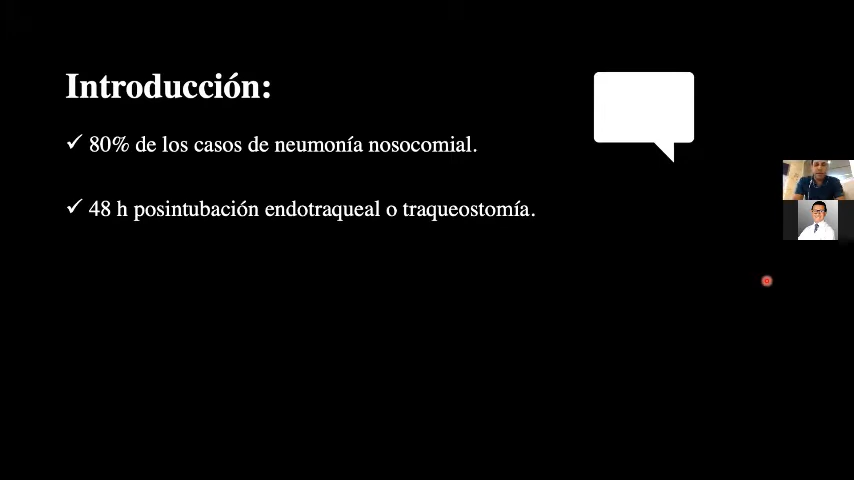 Introducción:
✓ 80% de los casos de neumonía nosocomial.
✓ 48 h posintubación endotraqueal o traqueostomía.